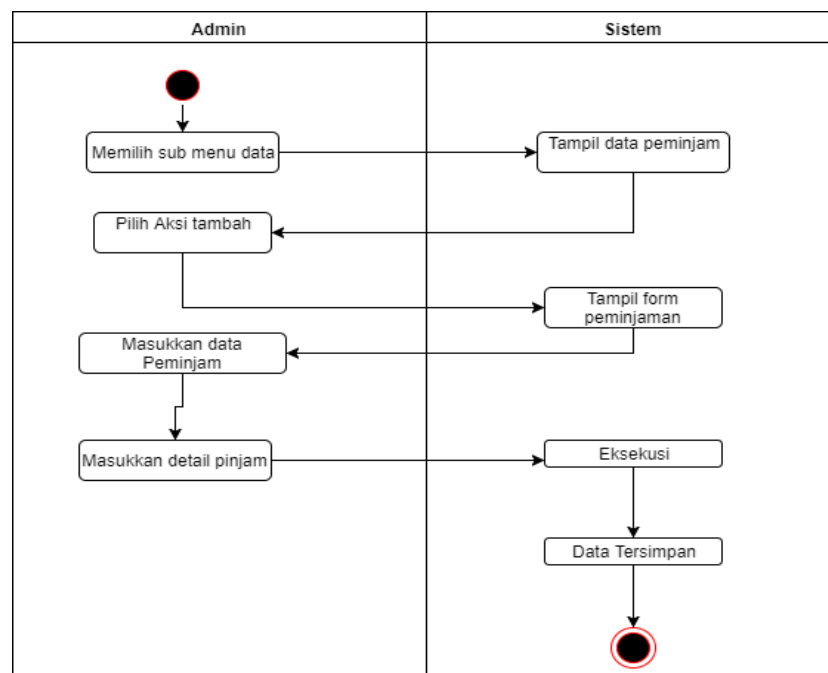 Admin
Sistem
Memilih sub menu data
Tampil data peminjam
Pilih Aksi tambah
Tampil form
peminjaman
Masukkan data
Peminjam
Masukkan detail pinjam
Eksekusi
Data Tersimpan